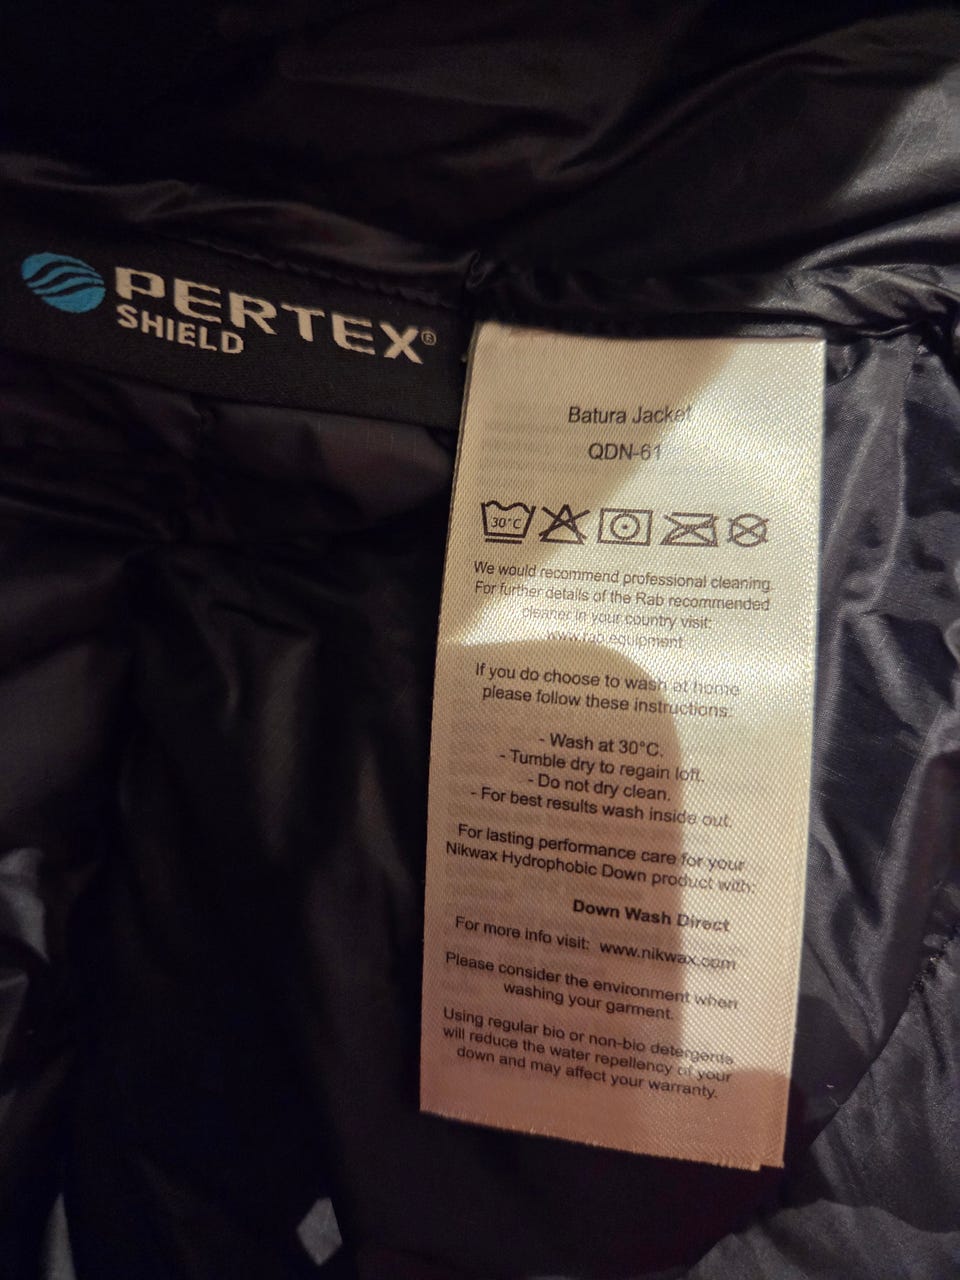 PERTEX®
SHIELD
Batura Jacket
QDN-61
30°C
We would recommend professional cleaning.
For further details of the Rab recommended
cleaner in your country visit:
www.rab.equipment
If you do choose to wash at home
please follow these instructions:
- Wash at 30°C.
- Tumble dry to regain loft.
- Do not dry clean.
- For best results wash inside out.
For lasting performance care for your
Nikwax Hydrophobic Down product with:
Down Wash Direct
For more info visit: www.nikwax.com
Please consider the environment when
washing your garment.
Using regular bio or non-bio detergents
will reduce the water repellency of your
down and may affect your warranty.